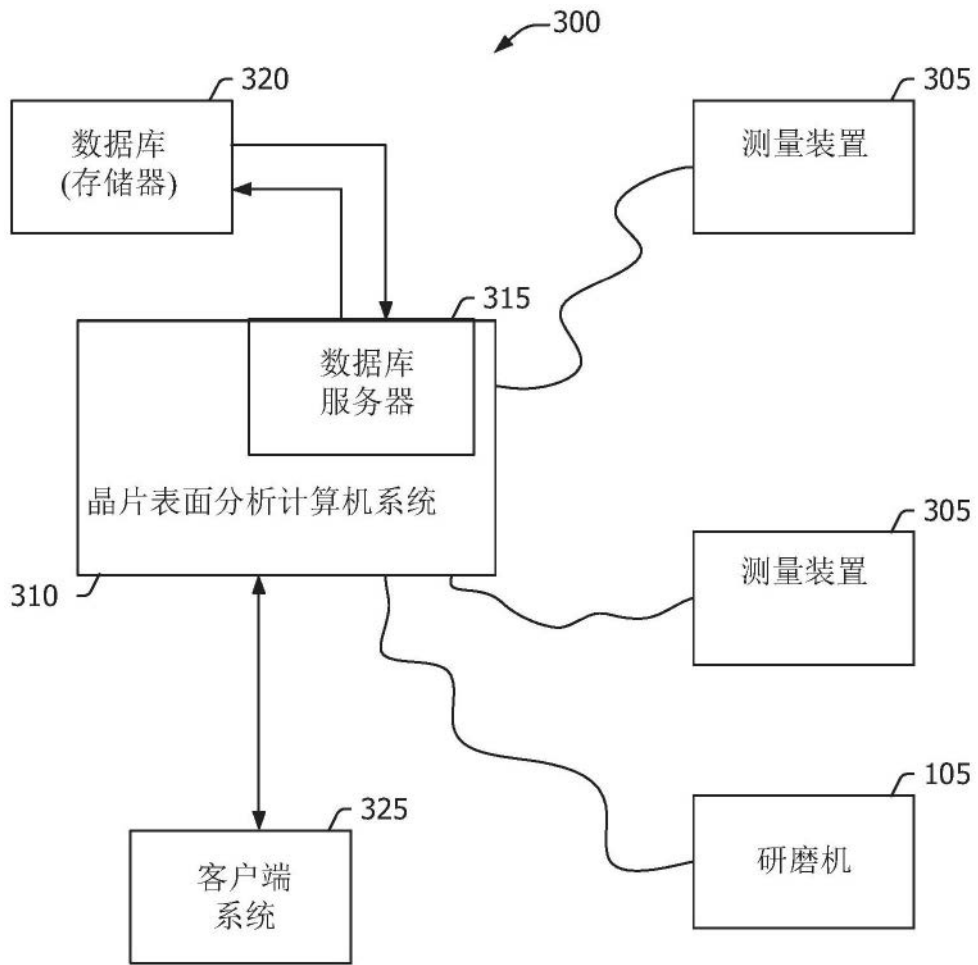 300
320
数据库
(存储器)
305
测量装置
315
数据库
服务器
晶片表面分析计算机系统
310
305
测量装置
325
客户端
系统
105
研磨机